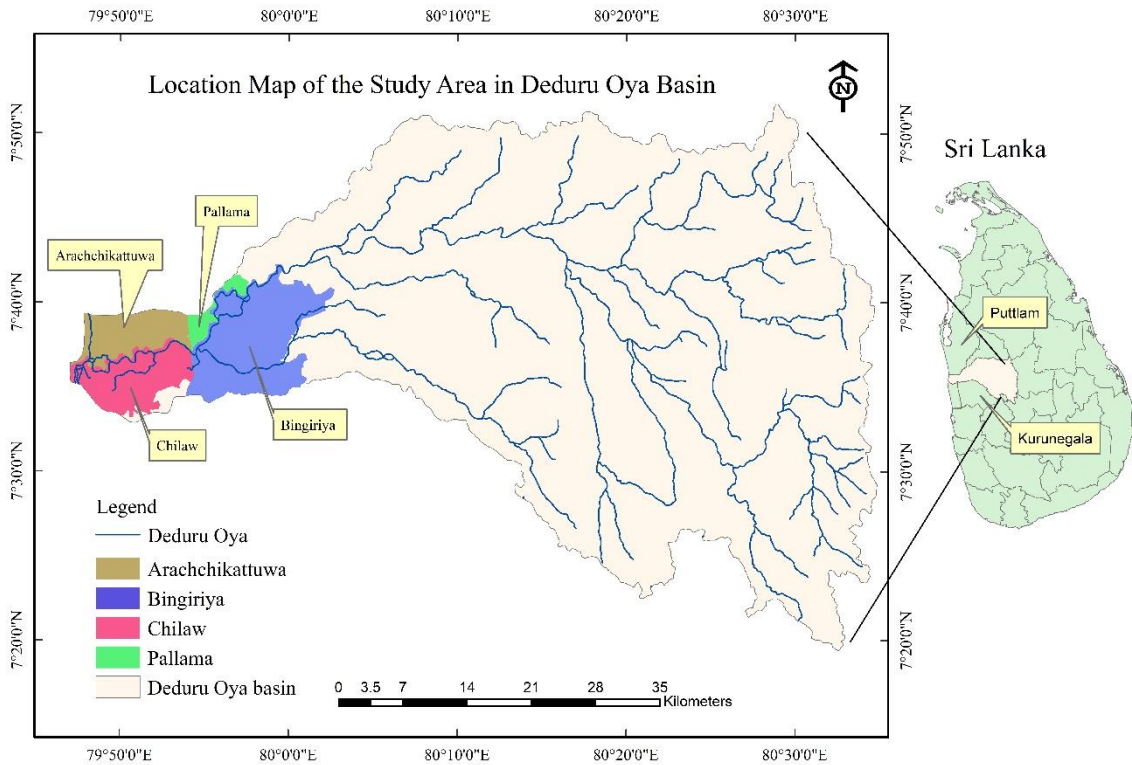 79°50'0"E
80°0'0"E
80°10'0"E
80°20'0"E
80°30'0"E
Location Map of the Study Area in Deduru Oya Basin
N
7°50'0"N
7°50'0"N
Sri Lanka
Pallama
Arachchikattuwa
7°40'0"N
7°40'0"N
Puttlam
Bingiriya
Chilaw
Kurunegala
7°30'0"N
7°30'0"N
Legend
Deduru Oya
Arachchikattuwa
Bingiriya
Chilaw
Pallama
Deduru Oya basin
7°20'0"N
7°20'0"N
0 3.5 7 14 21 28 35
Kilometers
79°50'0"E
80°0'0"E
80°10'0"E
80°20'0"E
80°30'0"E